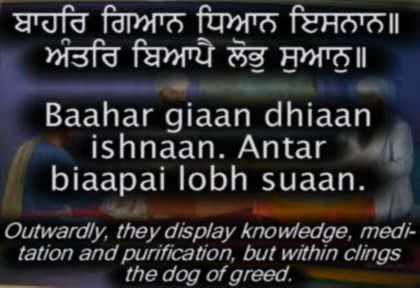 ਬਾਹਰਿ ਗਿਆਨ ਧਿਆਨ ਇਸਨਾਨ॥
ਅੰਤਰਿ ਬਿਆਪੈ ਲੋਭੁ ਸੁਆਨੁ॥
Baahar giaan dhiaan
ishnaan. Antar
biaapai lobh suaan.
Outwardly, they display knowledge, medi-
tation and purification, but within clings
the dog of greed.